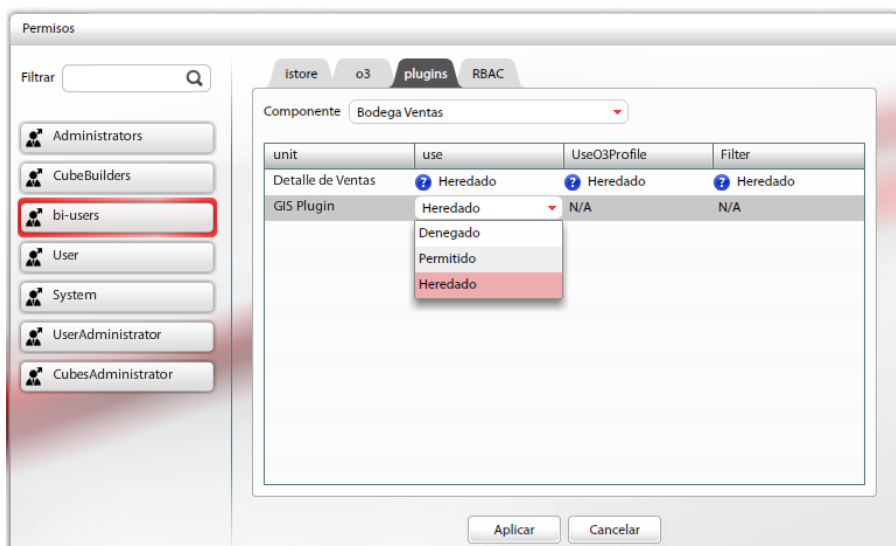 Permisos
Filtrar
Administrators
CubeBuilders
bi-users
User
System
UserAdministrator
CubesAdministrator
istore o3 plugins RBAC
Componente Bodega Ventas
unit use UseO3Profile Filter
Detalle de Ventas ? Heredado ? Heredado ? Heredado
GIS Plugin Heredado N/A N/A
Denegado
Permitido
Heredado
Aplicar Cancelar